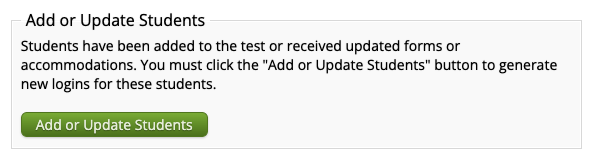 Add or Update Students
Students have been added to the test or received updated forms or
accommodations. You must click the "Add or Update Students" button to generate
new logins for these students.
Add or Update Students